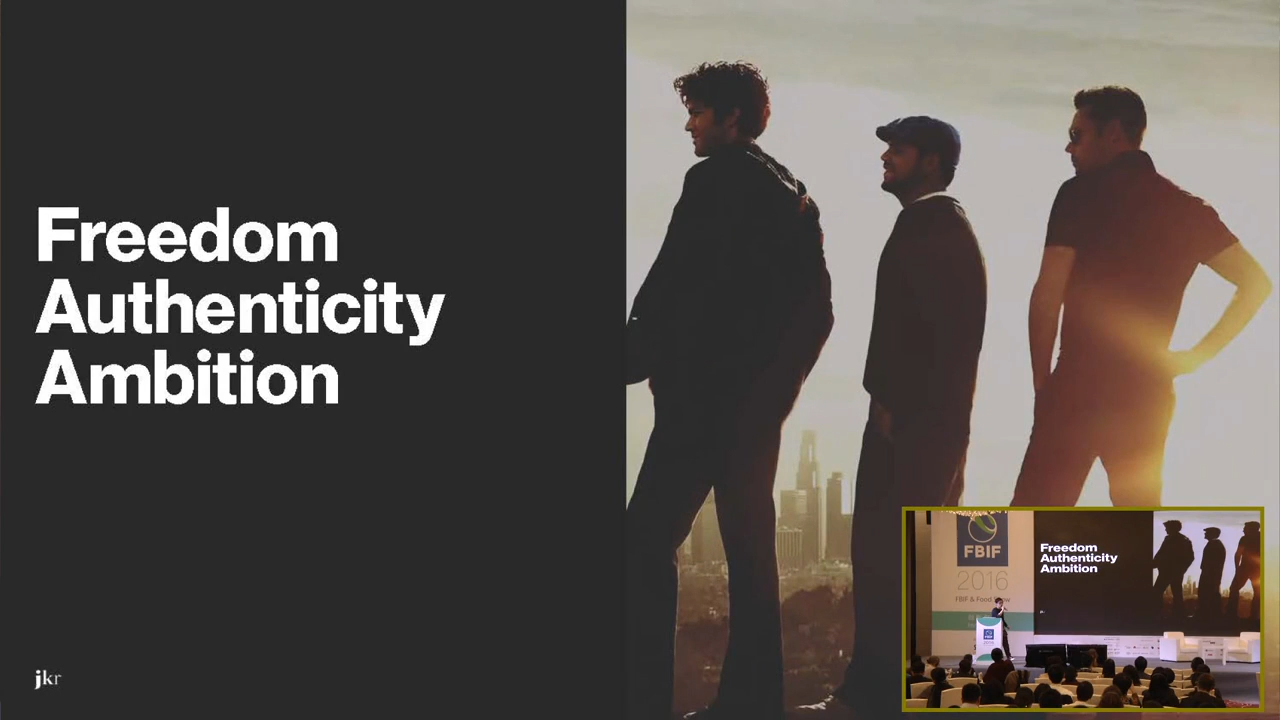 Freedom
Authenticity
Ambition
jkr
FBIF
2016
Freedom
Authenticity
Ambition